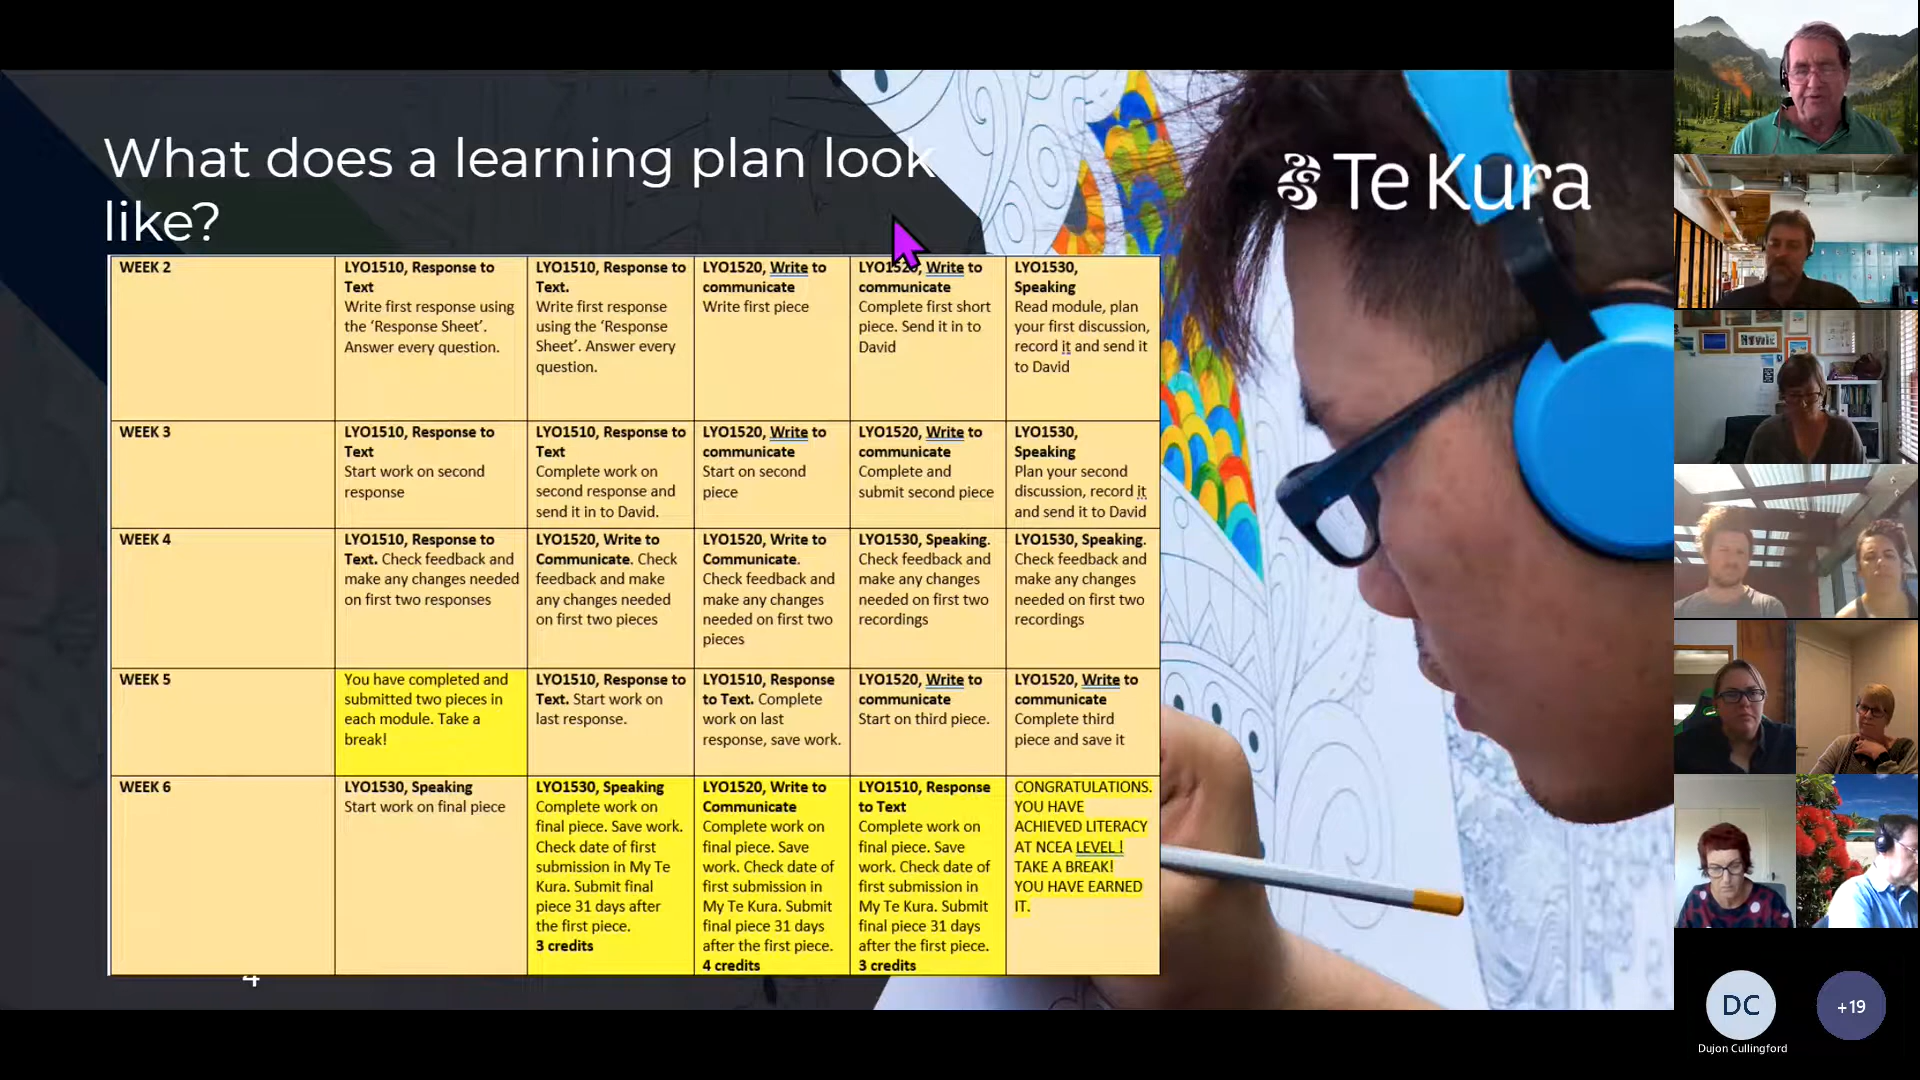 What does a learning plan look
like?
Te Kura
WEEK 2
LYO1510, Response to
Text
Write first response using
the ‘Response Sheet’.
Answer every question.
LYO1510, Response to
Text.
Write first response
using the ‘Response
Sheet’. Answer every
question.
LYO1520, Write to
communicate
Write first piece
LYO1520, Write to
communicate
Complete first short
piece. Send it in to
David
LYO1530,
Speaking
Read module, plan
your first discussion,
record it and send it
to David
WEEK 3
LYO1510, Response to
Text
Start work on second
response
LYO1510, Response to
Text
Complete work on
second response and
send it in to David.
LYO1520, Write to
communicate
Start on second
piece
LYO1520, Write to
communicate
Complete and
submit second piece
LYO1530,
Speaking
Plan your second
discussion, record it
and send it to David
WEEK 4
LYO1510, Response to
Text. Check feedback and
make any changes needed
on first two responses
LYO1520, Write to
Communicate. Check
feedback and make
any changes needed
on first two pieces
LYO1520, Write to
Communicate.
Check feedback and
make any changes
needed on first two
pieces
LYO1530, Speaking.
Check feedback and
make any changes
needed on first two
recordings
LYO1530, Speaking.
Check feedback and
make any changes
needed on first two
recordings
WEEK 5
You have completed and
submitted two pieces in
each module. Take a
break!
LYO1510, Response to
Text. Start work on
last response.
LYO1510, Response
to Text. Complete
work on last
response, save work.
LYO1520, Write to
communicate
Start on third piece.
LYO1520, Write to
communicate
Complete third
piece and save it
WEEK 6
LYO1530, Speaking
Start work on final piece
LYO1530, Speaking
Complete work on
final piece. Save work.
Check date of first
submission in My Te
Kura. Submit final
piece 31 days after
the first piece.
3 credits
LYO1520, Write to
Communicate
Complete work on
final piece. Save
work. Check date of
first submission in
My Te Kura. Submit
final piece 31 days
after the first piece.
4 credits
LYO1510, Response
to Text
Complete work on
final piece. Save
work. Check date of
first submission in
My Te Kura. Submit
final piece 31 days
after the first piece.
3 credits
CONGRATULATIONS.
YOU HAVE
ACHIEVED LITERACY
AT NCEA LEVEL !
TAKE A BREAK!
YOU HAVE EARNED
IT.
4
DC
+19
Dujon Cullingford